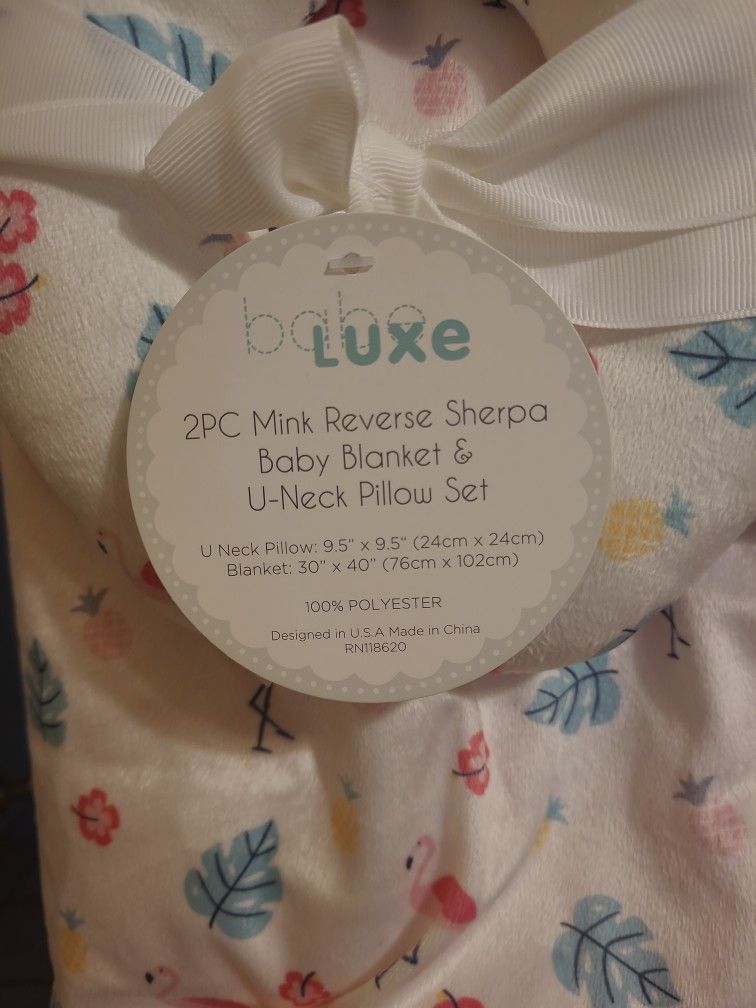 babe
LUXe
2PC Mink Reverse Sherpa
Baby Blanket &
U-Neck Pillow Set
U Neck Pillow: 9.5" x 9.5" (24cm x 24cm)
Blanket: 30" x 40" (76cm x 102cm)
100% POLYESTER
Designed in U.S.A Made in China
RN118620